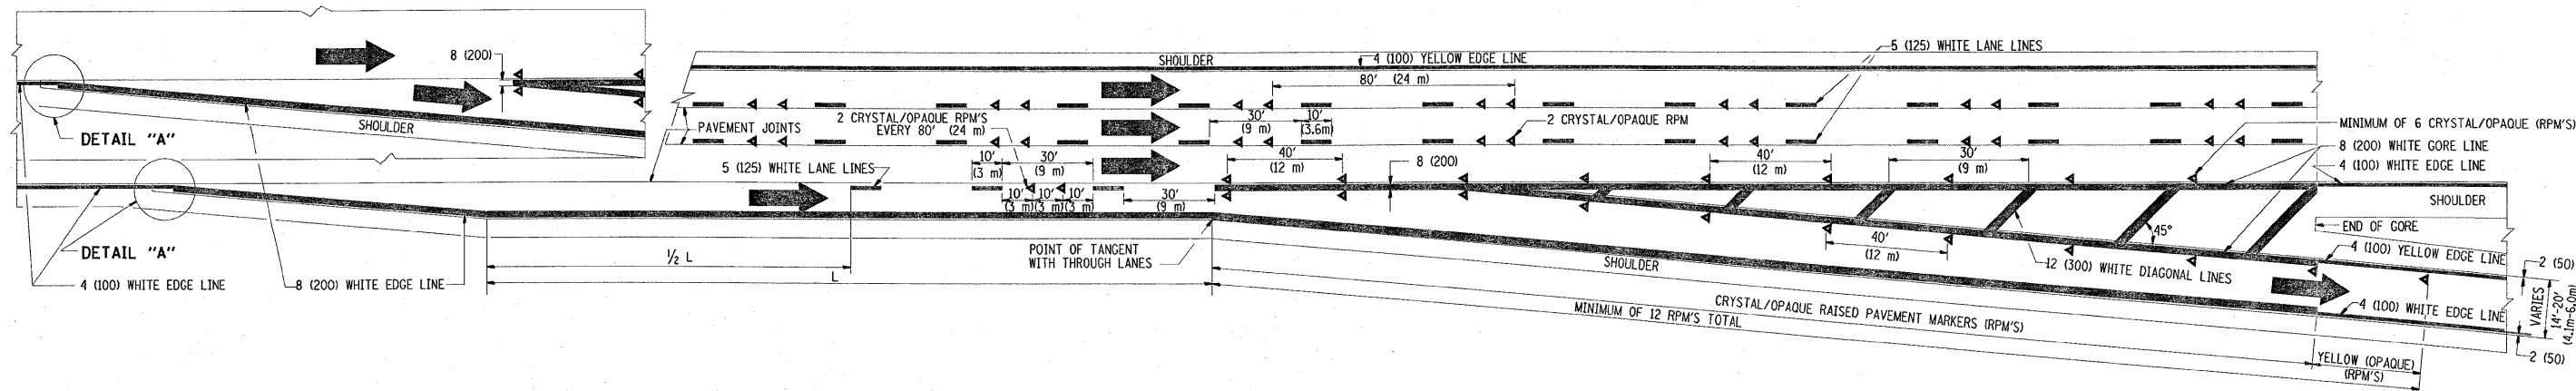 8 (200)
SHOULDER
DETAIL "A"
DETAIL "A"
4 (100) WHITE EDGE LINE
8 (200) WHITE EDGE LINE
SHOULDER
4 (100) YELLOW EDGE LINE
5 (125) WHITE LANE LINES
80' (24 m)
PAVEMENT JOINTS
2 CRYSTAL/OPAQUE RPM'S
EVERY 80' (24 m)
30'
(9 m)
10'
(3.6m)
2 CRYSTAL/OPAQUE RPM
MINIMUM OF 6 CRYSTAL/OPAQUE (RPM'S)
8 (200) WHITE GORE LINE
4 (100) WHITE EDGE LINE
5 (125) WHITE LANE LINES
10'
(3 m)
30'
(9 m)
40'
(12 m)
8 (200)
40'
(12 m)
30'
(9 m)
10'
(3 m)
10'
(3 m)
10'
(3 m)
30'
(9 m)
SHOULDER
END OF GORE
45°
½ L
L
POINT OF TANGENT
WITH THROUGH LANES
SHOULDER
40'
(12 m)
12 (300) WHITE DIAGONAL LINES
4 (100) YELLOW EDGE LINE
2 (50)
CRYSTAL/OPAQUE RAISED PAVEMENT MARKERS (RPM'S)
MINIMUM OF 12 RPM'S TOTAL
4 (100) WHITE EDGE LINE
VARIES
14'-20'
(4.1m-6.0m)
2 (50)
YELLOW (OPAQUE)
(RPM'S)